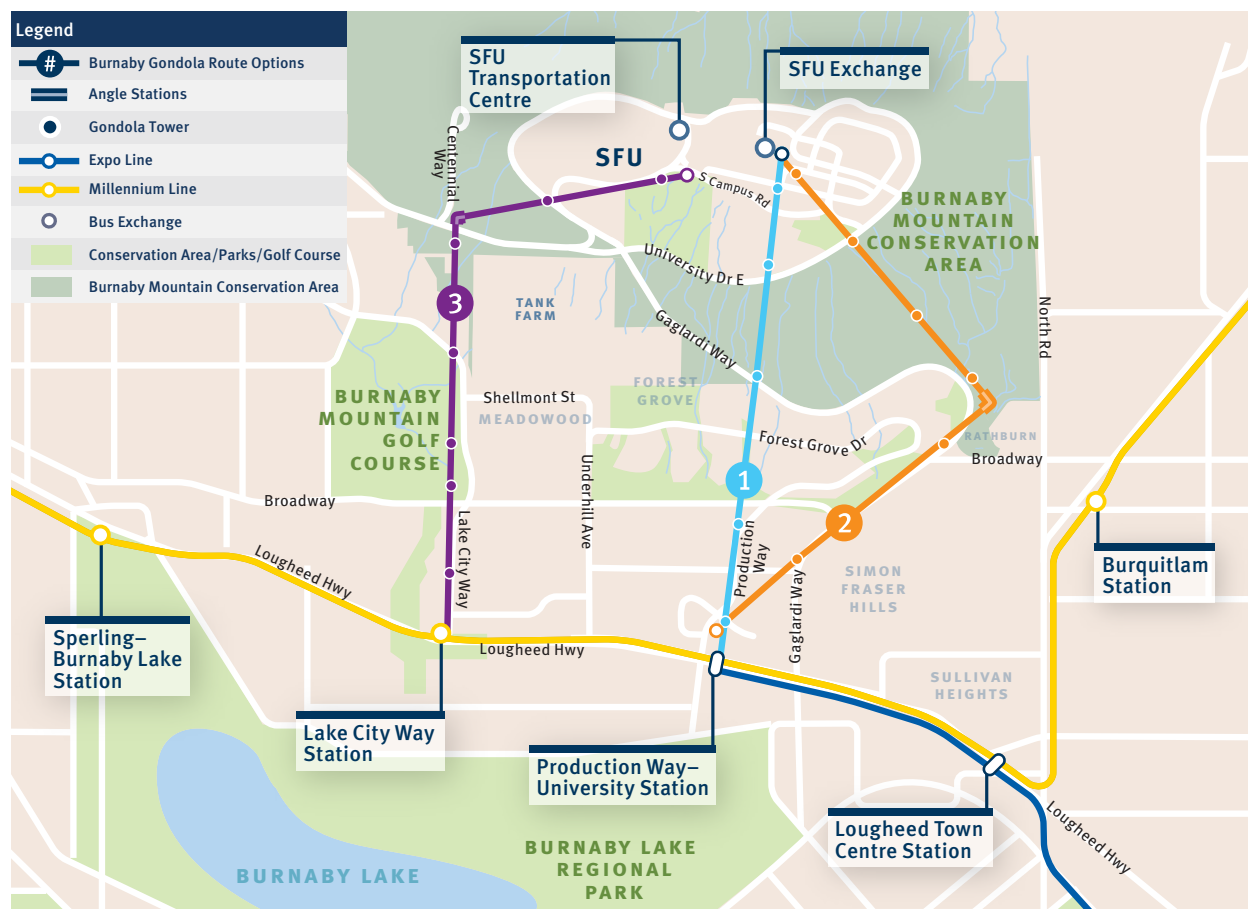 Legend
#
Burnaby Gondola Route Options
Angle Stations
Gondola Tower
Expo Line
Millennium Line
Bus Exchange
Conservation Area/Parks/Golf Course
Burnaby Mountain Conservation Area
SFU
Transportation
Centre
SFU Exchange
Centennial
Way
SFU
S Campus Rd
BURNABY
MOUNTAIN
CONSERVATION
AREA
University Dr E
3
TANK
FARM
Gaglardi Way
North Rd
BURNABY
MOUNTAIN
GOLF
COURSE
Shellmont St
MEADOWOOD
FOREST
GROVE
Forest Grove Dr
RATHBURN
Broadway
Broadway
Underhill Ave
1
2
Lake City Way
Production
Way
Gaglardi Way
SIMON
FRASER
HILLS
Lougheed Hwy
Burquitlam
Station
Sperling–
Burnaby Lake
Station
Lougheed Hwy
SULLIVAN
HEIGHTS
Lake City Way
Station
Production Way–
University Station
Lougheed Town
Centre Station
Lougheed Hwy
BURNABY LAKE
BURNABY LAKE
REGIONAL
PARK